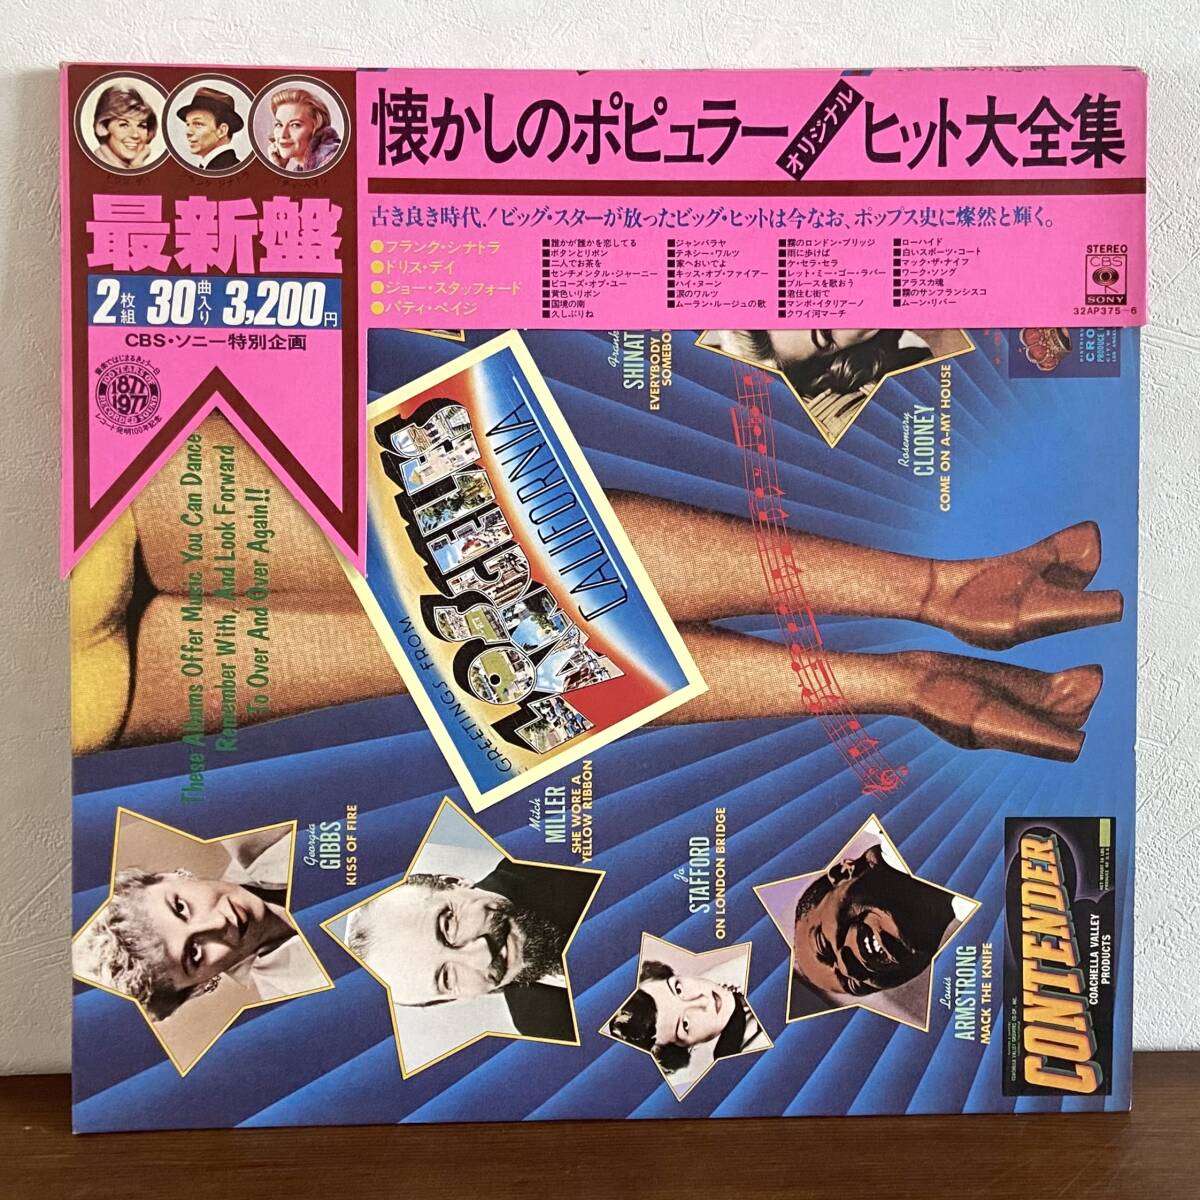 懐かしのポピュラー オリジナル ヒット大全集
古き良き時代！ビッグ・スターが放ったビッグ・ヒットは今なお、ポップス史に燦然と輝く。
●フランク・シナトラ
●ドリス・デイ
●ジョー・スタッフォード
●パティ・ペイジ
■誰かが誰かを恋してる
■ボタンとリボン
■二人でお茶を
■センチメンタル・ジャーニー
■ビコーズ・オブ・ユー
■黄色いリボン
■国境の南
■久しぶりね
■ジャンバラヤ
■テネシー・ワルツ
■家へおいでよ
■キッス・オブ・ファイアー
■ハイ・ヌーン
■涙のワルツ
■ムーラン・ルージュの歌
■霧のロンドン・ブリッジ
■雨に歩けば
■ケ・セラ・セラ
■レット・ミー・ゴー・ラバー
■ブルースを歌おう
■君住む街で
■マンボ・イタリアーノ
■クワイ河マーチ
■ローハイド
■白いスポーツ・コート
■マック・ザ・ナイフ
■ワーク・ソング
■アラスカ魂
■霧のサンフランシスコ
■ムーン・リバー
STEREO
CBS
SONY
32AP375~6
最新盤
2枚組 30曲入り 3,200円
CBS・ソニー特別企画
100 YEARS OF
1877
1977
RECORDED SOUND
レコード発明100年記念
These Albums Offer Music You Can Dance
Remember With, And Look Forward
To Over And Over Again!!
GREETINGS FROM
CALIFORNIA
Frank
SHINAT
EVERYBODY
SOMEBO
Rosemary
CLOONEY
COME ON A-MY HOUSE
Georgia
GIBBS
KISS OF FIRE
Mitch
MILLER
SHE WORE A
YELLOW RIBBON
Jo
STAFFORD
ON LONDON BRIDGE
Louis
ARMSTRONG
MACK THE KNIFE
CONTENDER
COACHELLA VALLEY
PRODUCTS